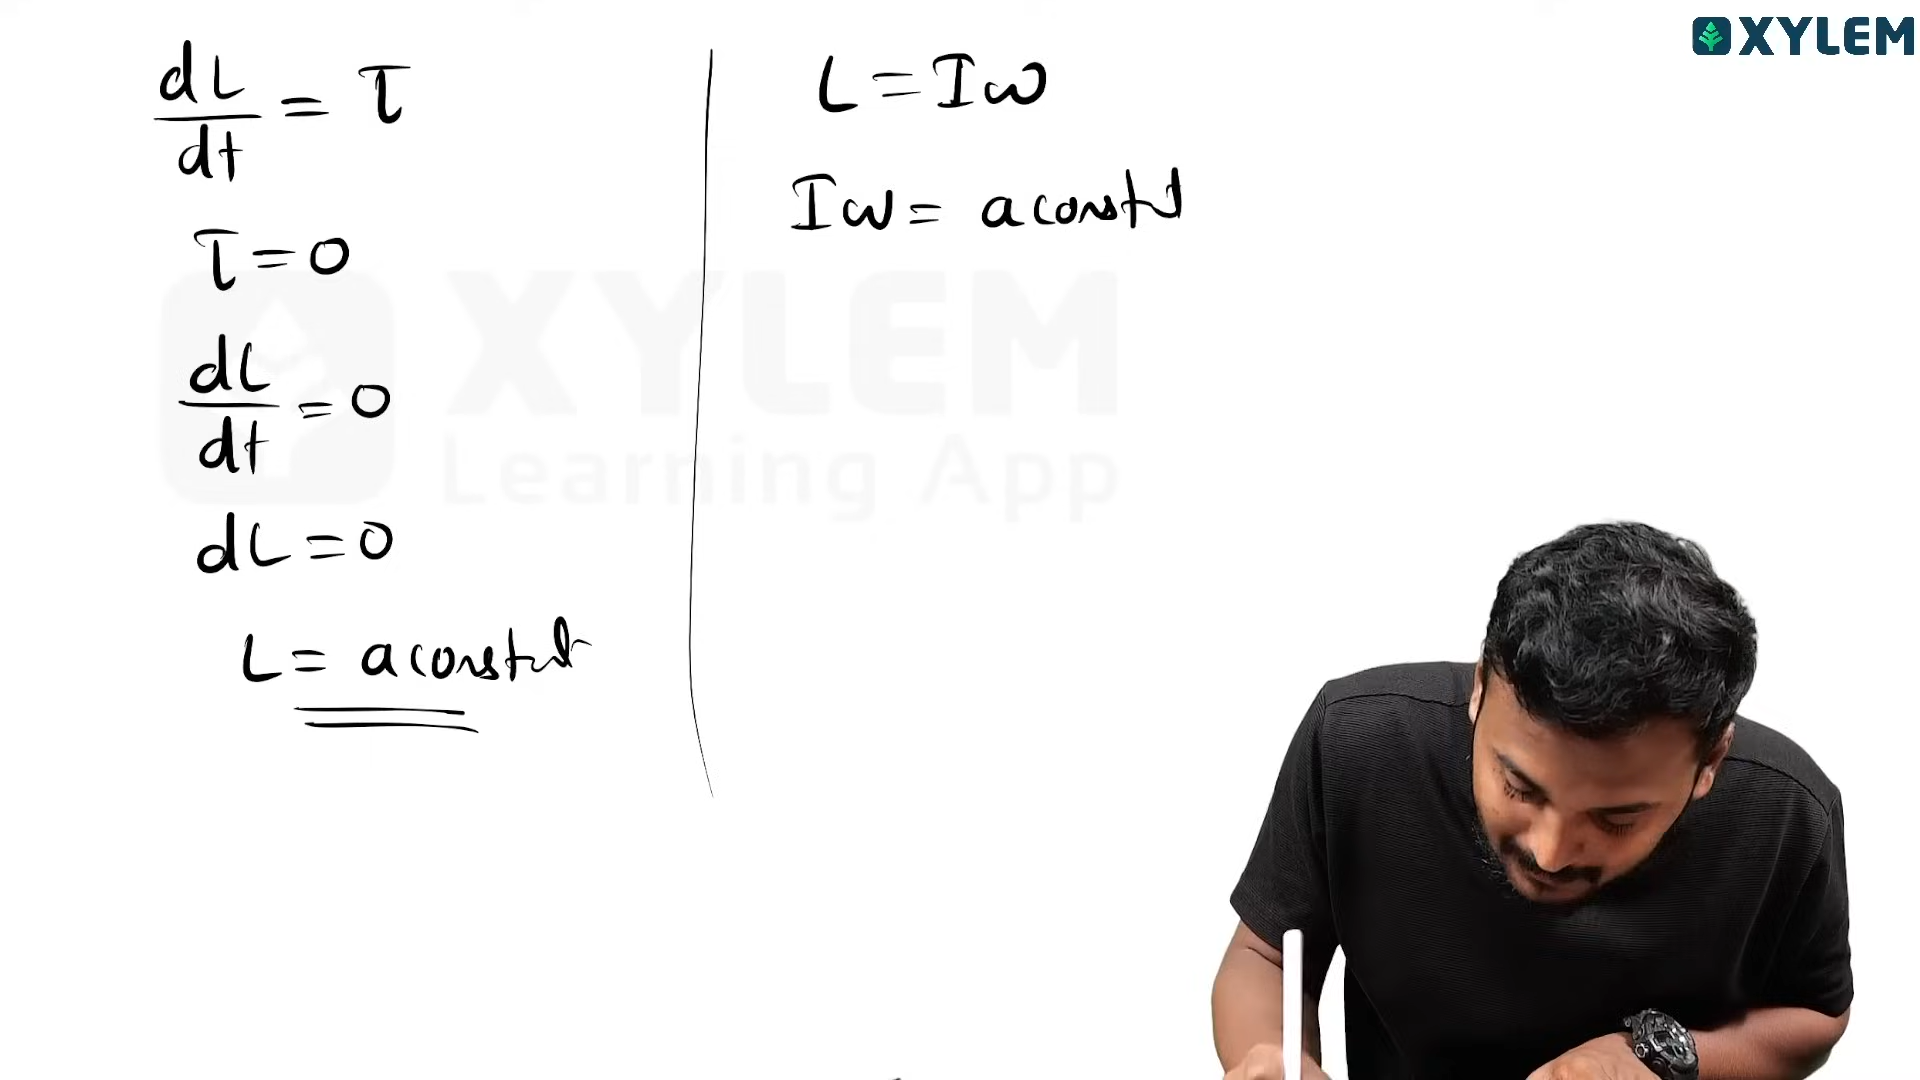 XYLEM
dL/dt = τ
τ = 0
dL/dt = 0
dL = 0
L = a constant
L = Iω
Iω = a constant
XYLEM
Learning App